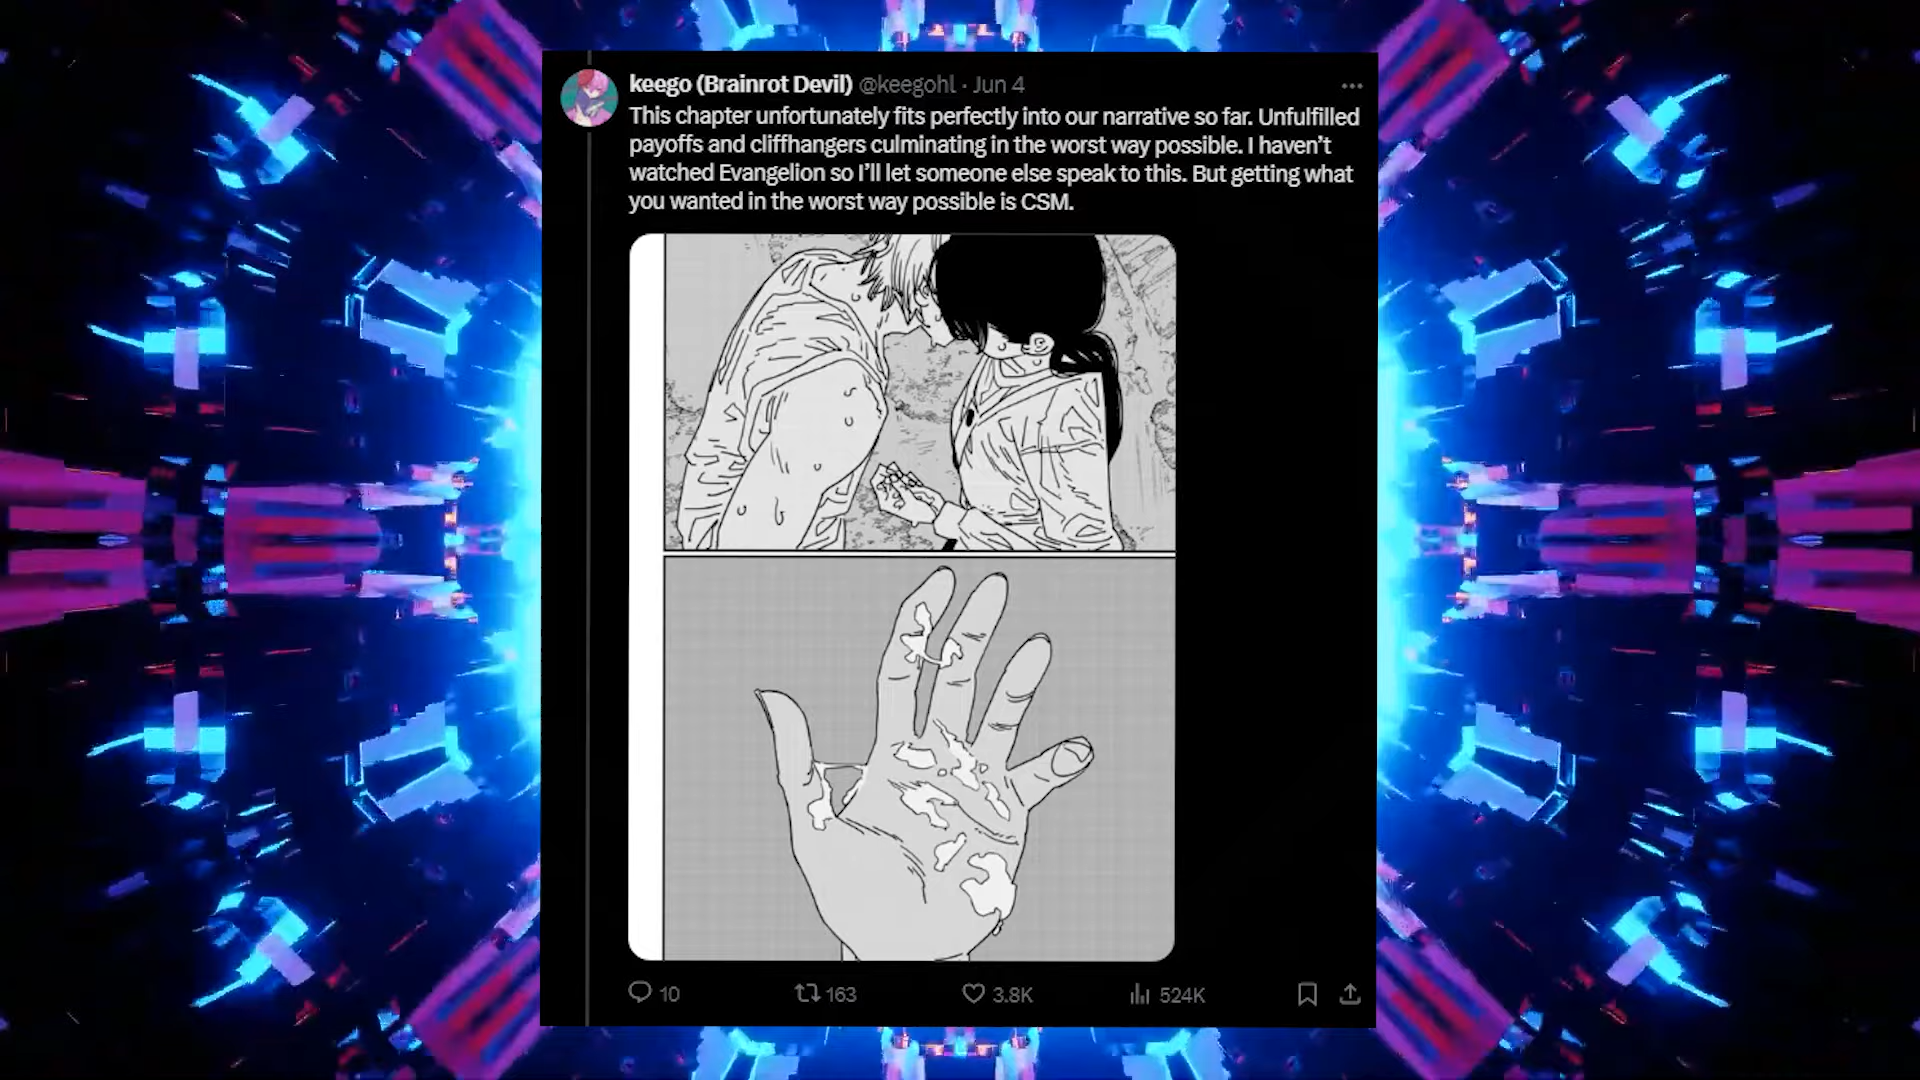 keego (Brainrot Devil) @keegohl · Jun 4
This chapter unfortunately fits perfectly into our narrative so far. Unfulfilled
payoffs and cliffhangers culminating in the worst way possible. I haven’t
watched Evangelion so I’ll let someone else speak to this. But getting what
you wanted in the worst way possible is CSM.
10 163 3.8K 524K